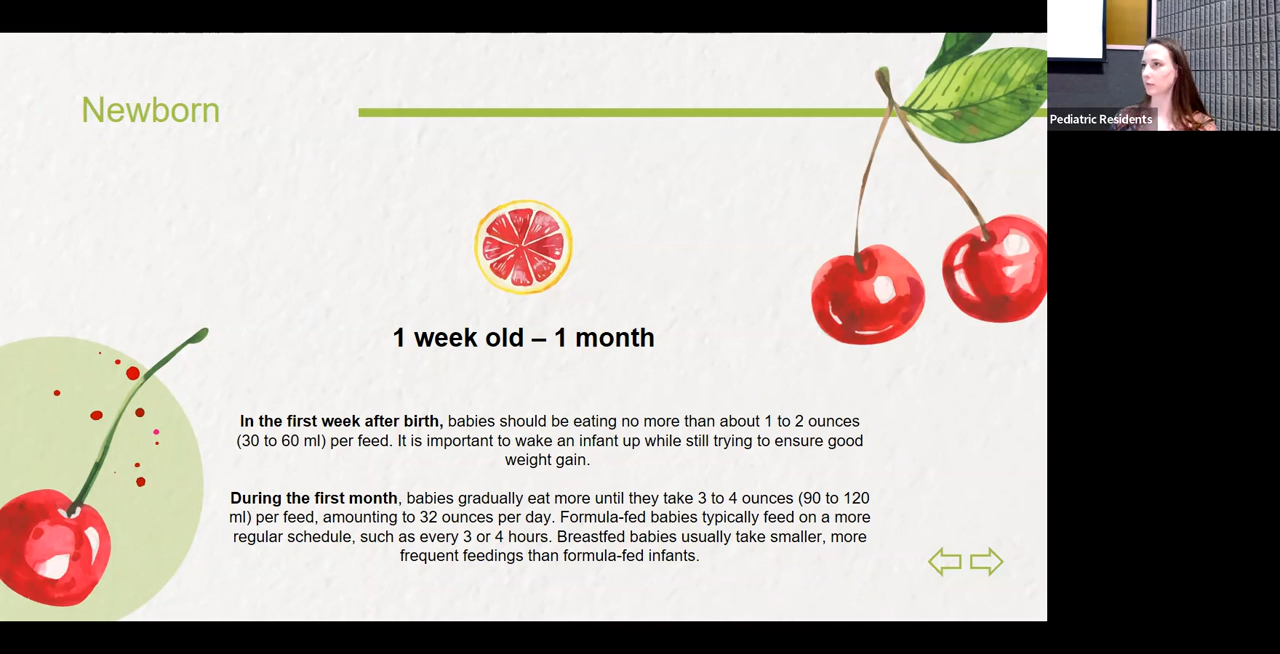 Newborn
Pediatric Residents
1 week old – 1 month
In the first week after birth, babies should be eating no more than about 1 to 2 ounces
(30 to 60 ml) per feed. It is important to wake an infant up while still trying to ensure good
weight gain.
During the first month, babies gradually eat more until they take 3 to 4 ounces (90 to 120
ml) per feed, amounting to 32 ounces per day. Formula-fed babies typically feed on a more
regular schedule, such as every 3 or 4 hours. Breastfed babies usually take smaller, more
frequent feedings than formula-fed infants.